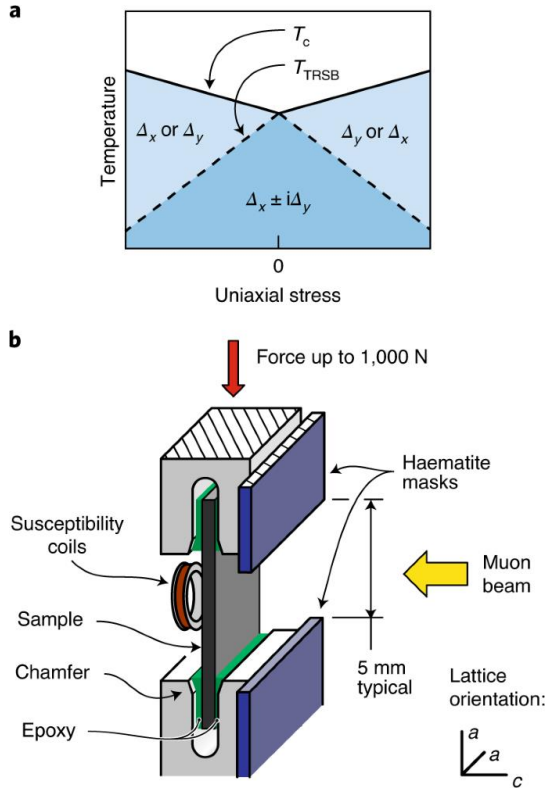 a
T_c
T_TRSB
Temperature
Δ_x or Δ_y
Δ_y or Δ_x
Δ_x ± iΔ_y
0
Uniaxial stress
b
Force up to 1,000 N
Haematite
masks
Susceptibility
coils
Muon
beam
Sample
5 mm
typical
Chamfer
Lattice
orientation:
Epoxy
a
a
c